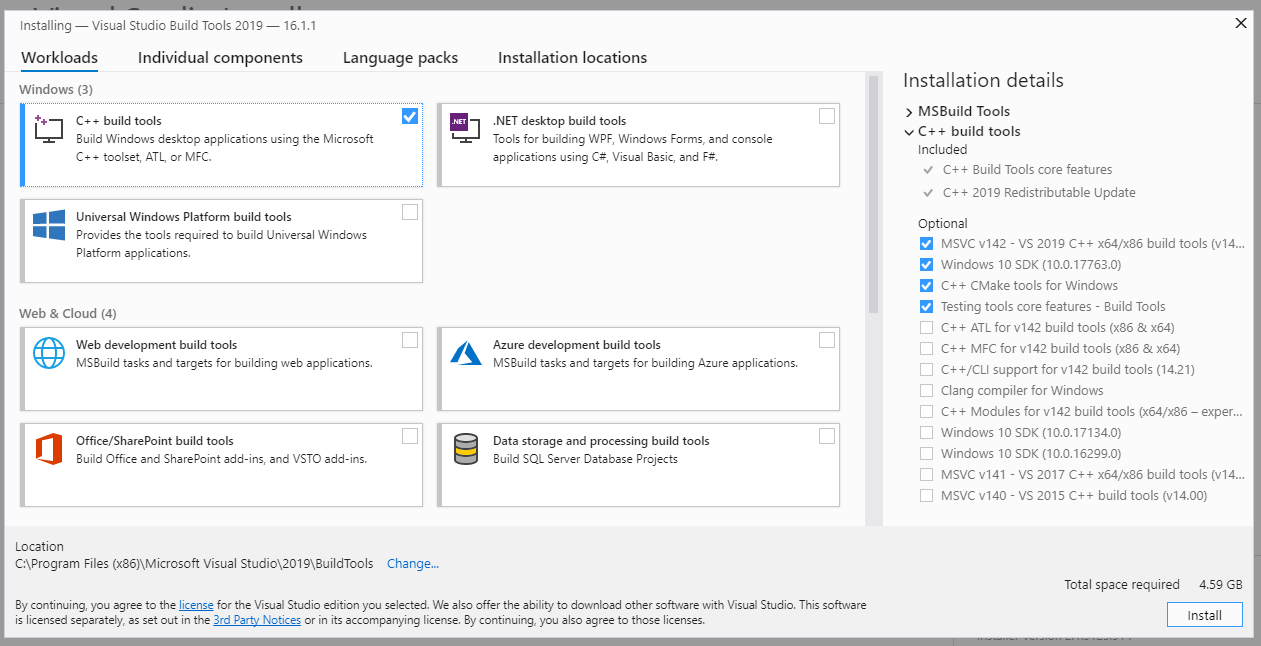 Installing — Visual Studio Build Tools 2019 — 16.1.1
Workloads
Individual components
Language packs
Installation locations
Windows (3)
C++ build tools
Build Windows desktop applications using the Microsoft
C++ toolset, ATL, or MFC.
.NET
.NET desktop build tools
Tools for building WPF, Windows Forms, and console
applications using C#, Visual Basic, and F#.
Universal Windows Platform build tools
Provides the tools required to build Universal Windows
Platform applications.
Web & Cloud (4)
Web development build tools
MSBuild tasks and targets for building web applications.
Azure development build tools
MSBuild tasks and targets for building Azure applications.
Office/SharePoint build tools
Build Office and SharePoint add-ins, and VSTO add-ins.
Data storage and processing build tools
Build SQL Server Database Projects
Installation details
MSBuild Tools
C++ build tools
Included
C++ Build Tools core features
C++ 2019 Redistributable Update
Optional
MSVC v142 - VS 2019 C++ x64/x86 build tools (v14...
Windows 10 SDK (10.0.17763.0)
C++ CMake tools for Windows
Testing tools core features - Build Tools
C++ ATL for v142 build tools (x86 & x64)
C++ MFC for v142 build tools (x86 & x64)
C++/CLI support for v142 build tools (14.21)
Clang compiler for Windows
C++ Modules for v142 build tools (x64/x86 – exper...
Windows 10 SDK (10.0.17134.0)
Windows 10 SDK (10.0.16299.0)
MSVC v141 - VS 2017 C++ x64/x86 build tools (v14...
MSVC v140 - VS 2015 C++ build tools (v14.00)
Location
C:\Program Files (x86)\Microsoft Visual Studio\2019\BuildTools Change...
By continuing, you agree to the license for the Visual Studio edition you selected. We also offer the ability to download other software with Visual Studio. This software
is licensed separately, as set out in the 3rd Party Notices or in its accompanying license. By continuing, you also agree to those licenses.
Total space required 4.59 GB
Install